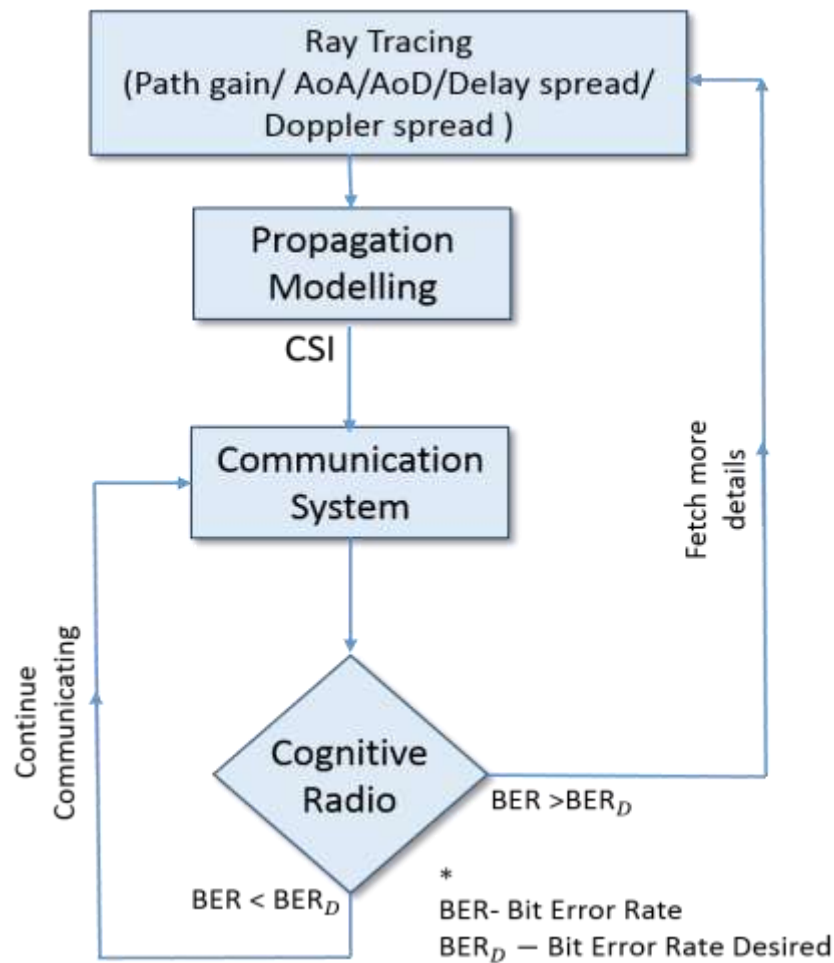 Ray Tracing
(Path gain/ AoA/AoD/Delay spread/
Doppler spread )
Propagation
Modelling
CSI
Communication
System
Fetch more
details
Continue
Communicating
Cognitive
Radio
BER >BER_D
BER < BER_D
*
BER- Bit Error Rate
BER_D – Bit Error Rate Desired